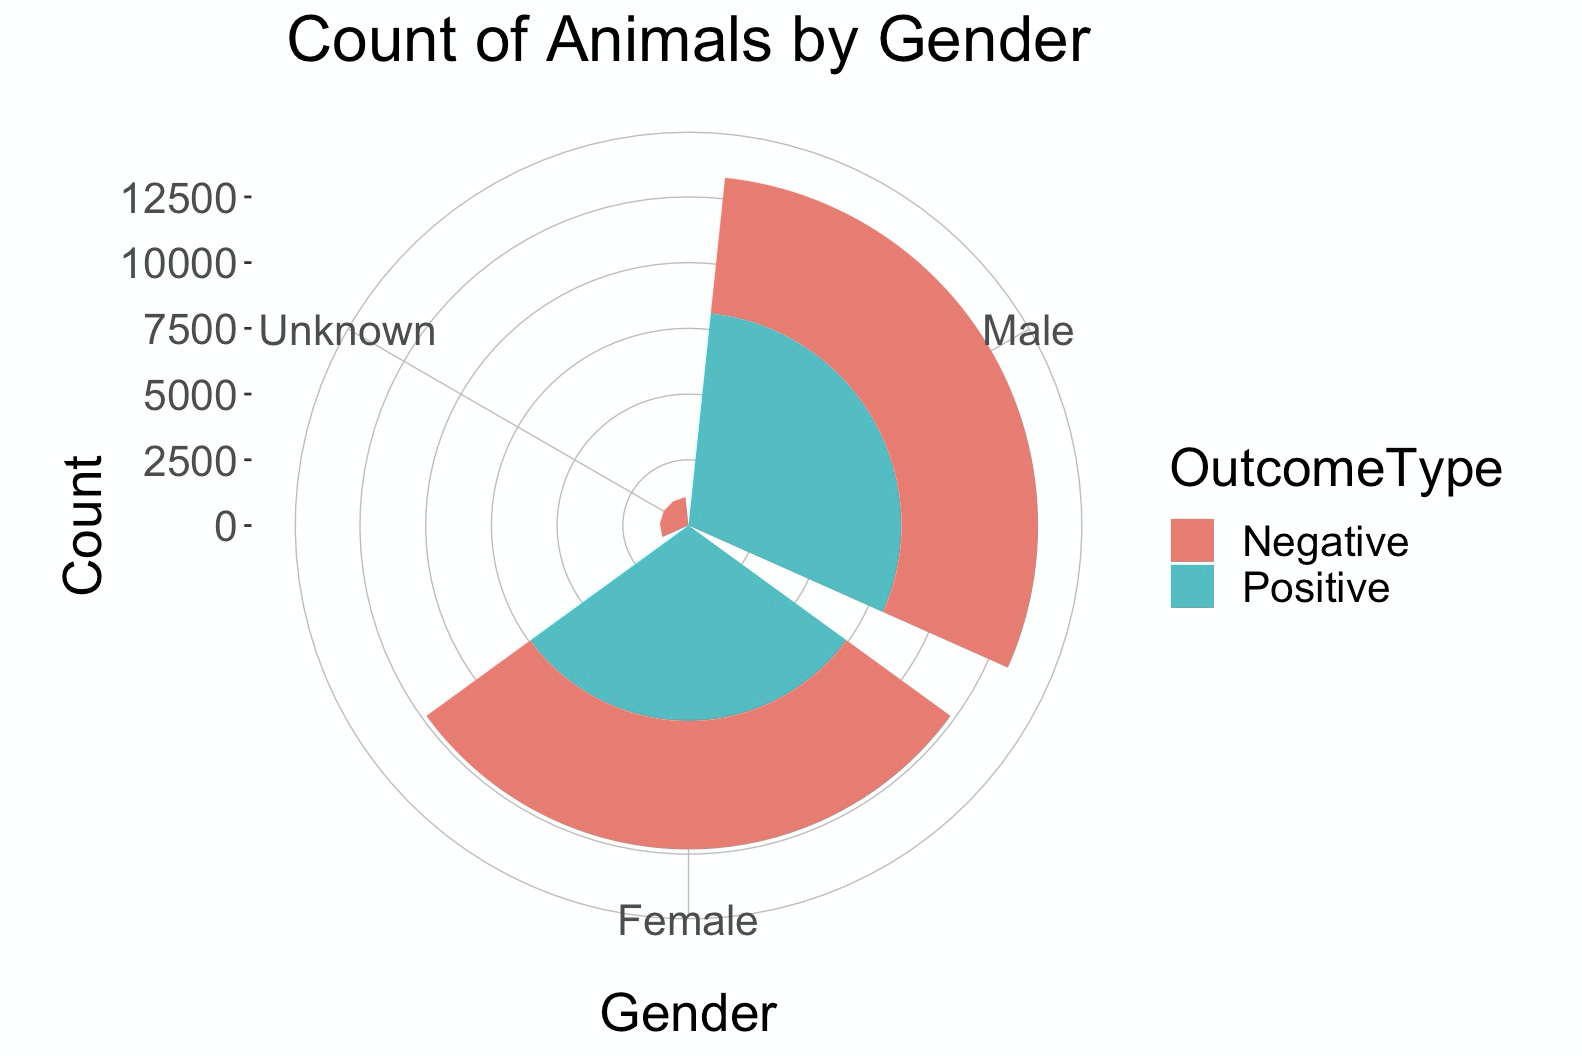 Count of Animals by Gender
12500
10000
7500
5000
2500
0
Count
Unknown
Male
Female
Gender
OutcomeType
Negative
Positive